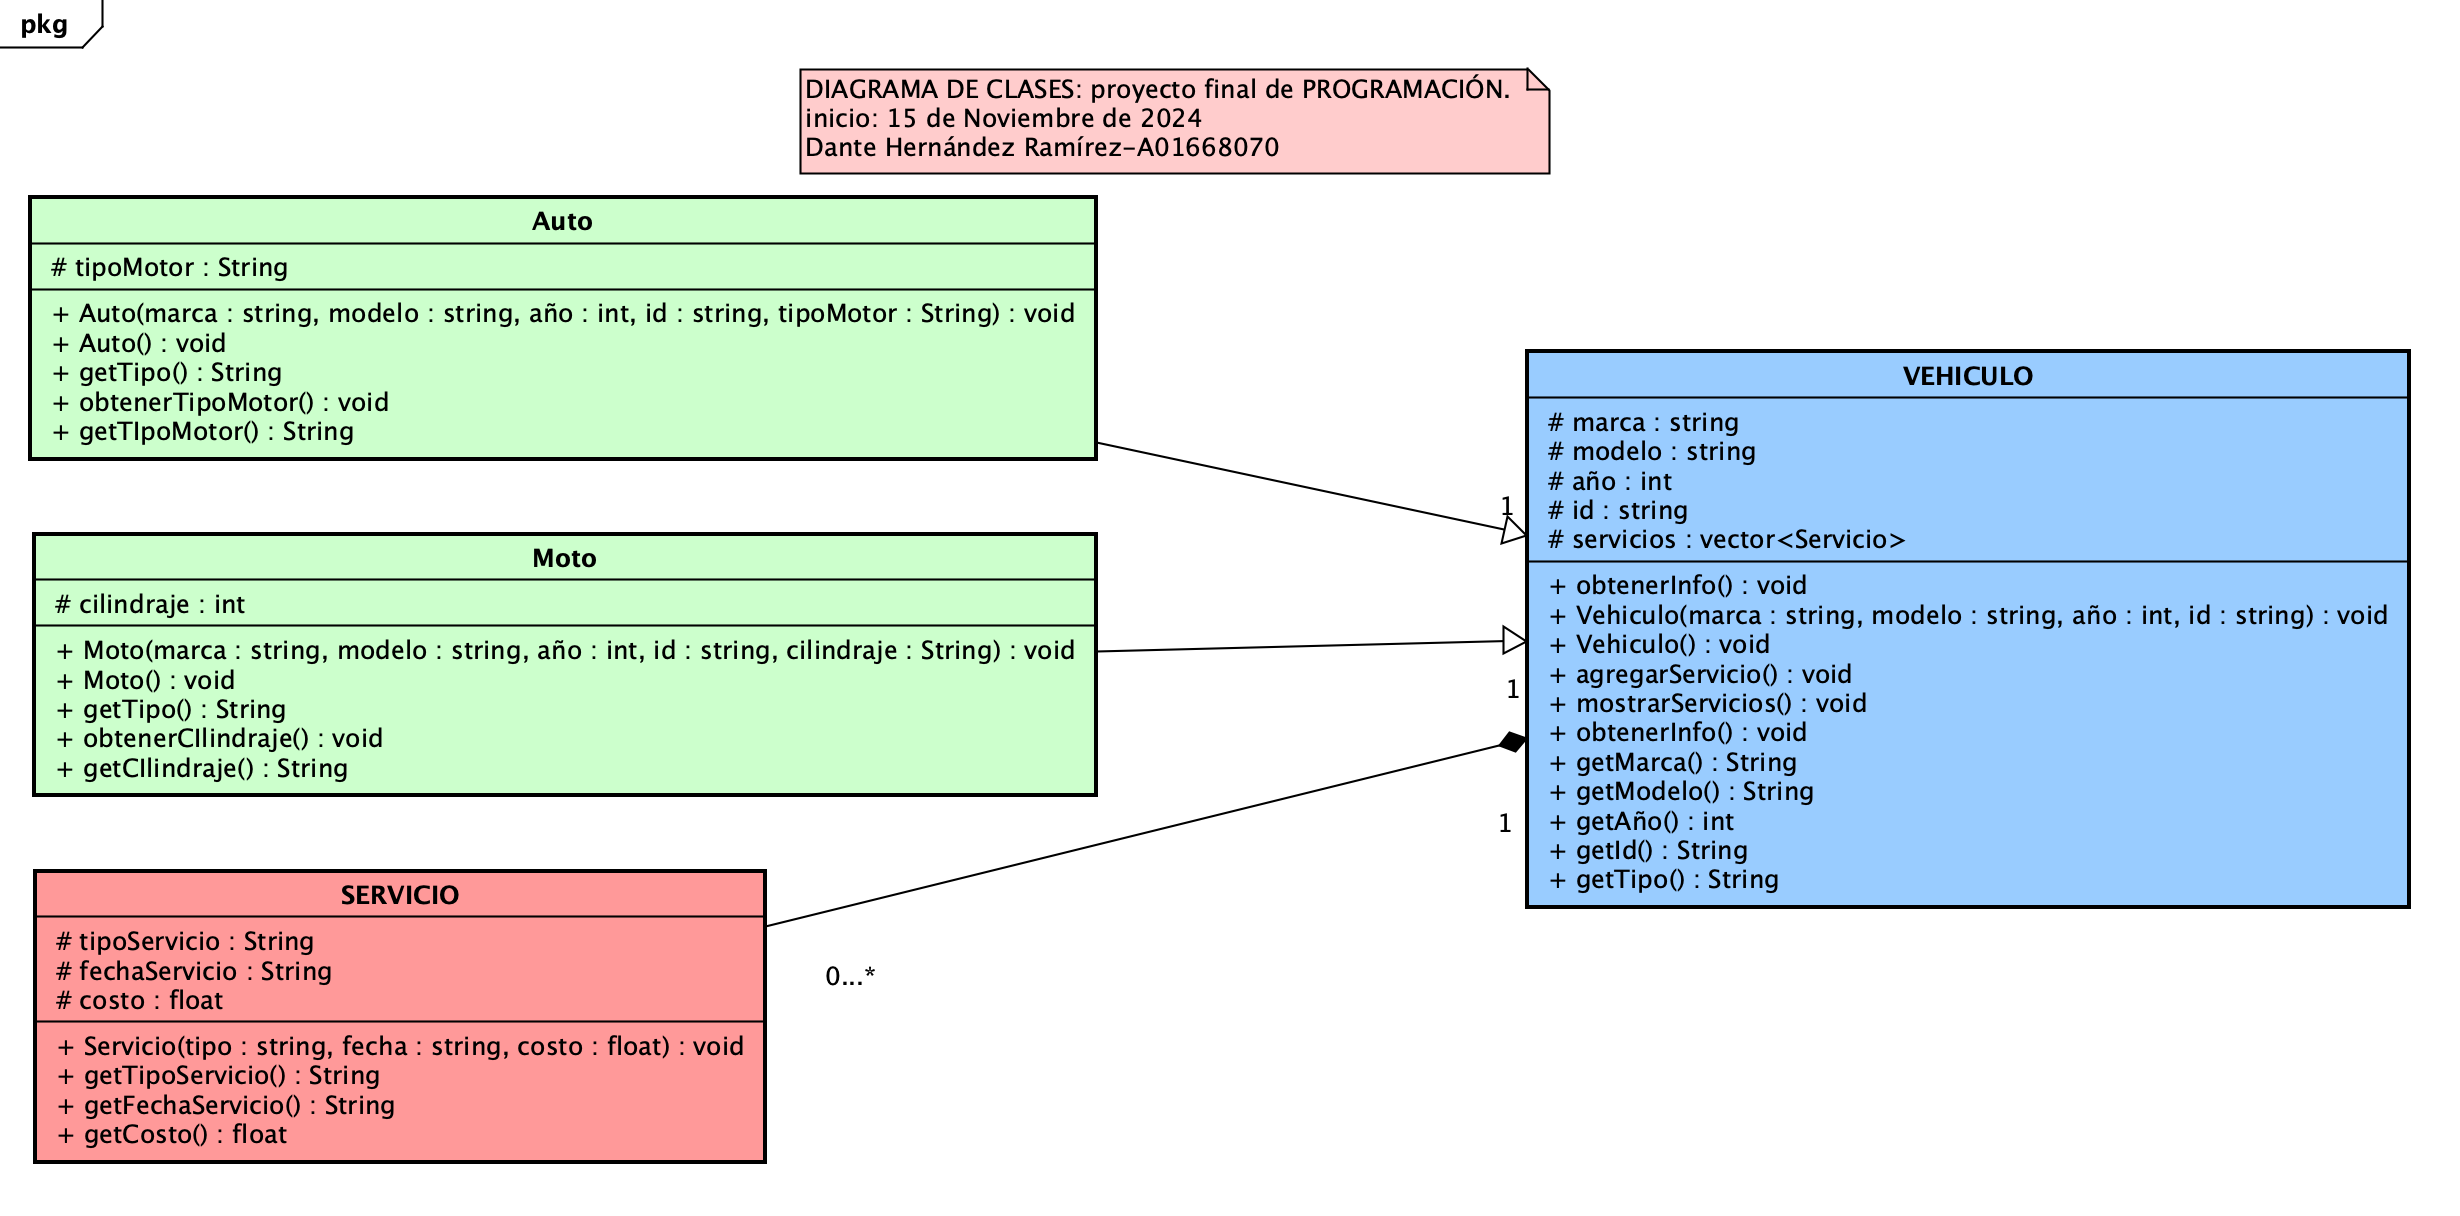 pkg
DIAGRAMA DE CLASES: proyecto final de PROGRAMACIÓN.
inicio: 15 de Noviembre de 2024
Dante Hernández Ramírez-A01668070
Auto
# tipoMotor : String
+ Auto(marca : string, modelo : string, año : int, id : string, tipoMotor : String) : void
+ Auto() : void
+ getTipo() : String
+ obtenerTipoMotor() : void
+ getTIpoMotor() : String
Moto
# cilindraje : int
+ Moto(marca : string, modelo : string, año : int, id : string, cilindraje : String) : void
+ Moto() : void
+ getTipo() : String
+ obtenerCIlindraje() : void
+ getCIlindraje() : String
SERVICIO
# tipoServicio : String
# fechaServicio : String
# costo : float
+ Servicio(tipo : string, fecha : string, costo : float) : void
+ getTipoServicio() : String
+ getFechaServicio() : String
+ getCosto() : float
0...*
1
1
1
VEHICULO
# marca : string
# modelo : string
# año : int
# id : string
# servicios : vector<Servicio>
+ obtenerInfo() : void
+ Vehiculo(marca : string, modelo : string, año : int, id : string) : void
+ Vehiculo() : void
+ agregarServicio() : void
+ mostrarServicios() : void
+ obtenerInfo() : void
+ getMarca() : String
+ getModelo() : String
+ getAño() : int
+ getId() : String
+ getTipo() : String